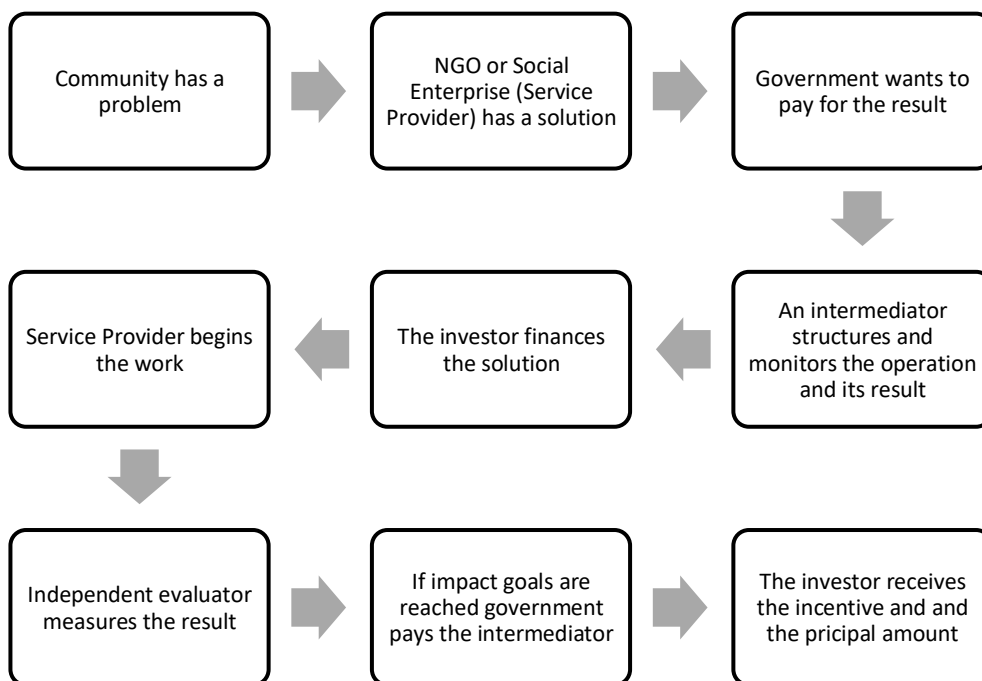 Community has a
problem
NGO or Social
Enterprise (Service
Provider) has a solution
Government wants to
pay for the result
An intermediator
structures and
monitors the operation
and its result
The investor finances
the solution
Service Provider begins
the work
Independent evaluator
measures the result
If impact goals are
reached government
pays the intermediator
The investor receives
the incentive and and
the pricipal amount